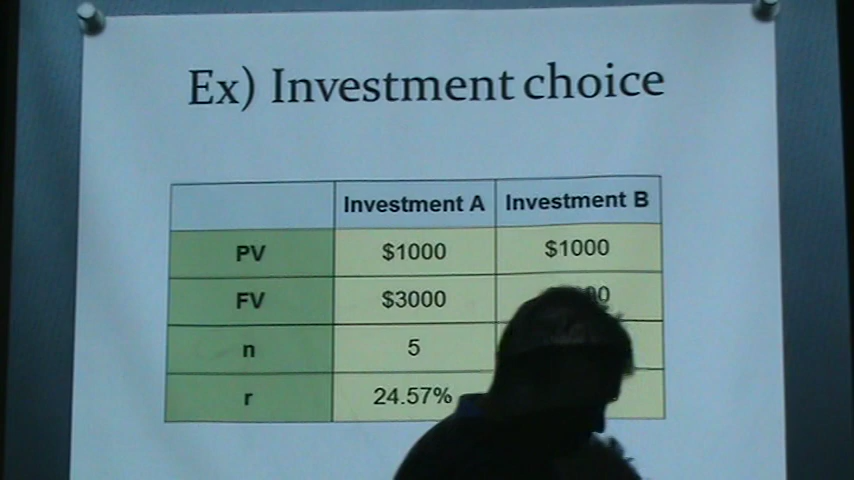 Ex) Investment choice
Investment A Investment B
PV $1000 $1000
FV $3000
n 5
r 24.57%